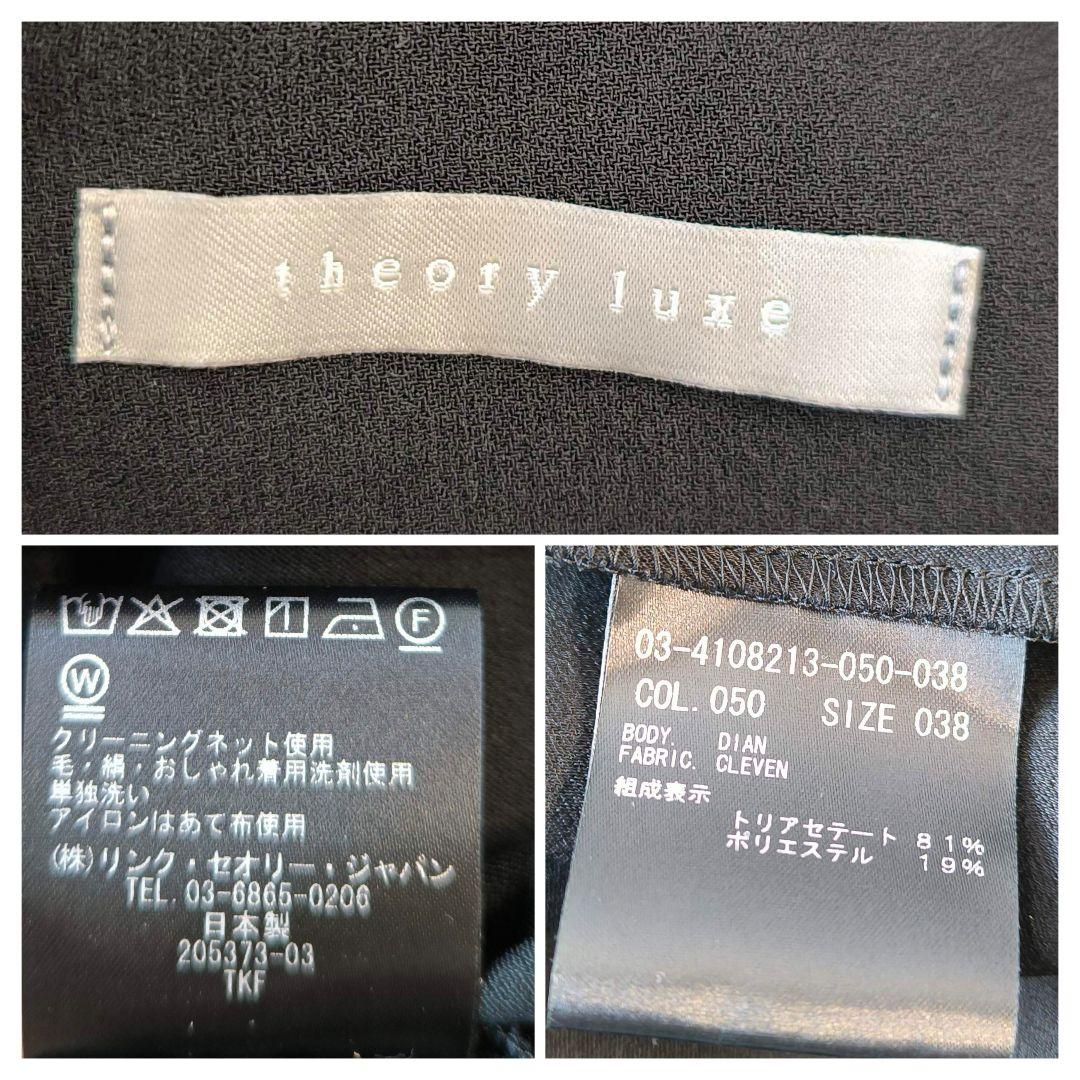 theory luxe
F
W
クリーニングネット使用
毛・絹・おしゃれ着用洗剤使用
単独洗い
アイロンはあて布使用
(株)リンク・セオリー・ジャパン
TEL.03-6865-0206
日本製
205373-03
TKF
03-4108213-050-038
COL.050 SIZE 038
BODY. DIAN
FABRIC. CLEVEN
組成表示
トリアセテート 81%
ポリエステル 19%